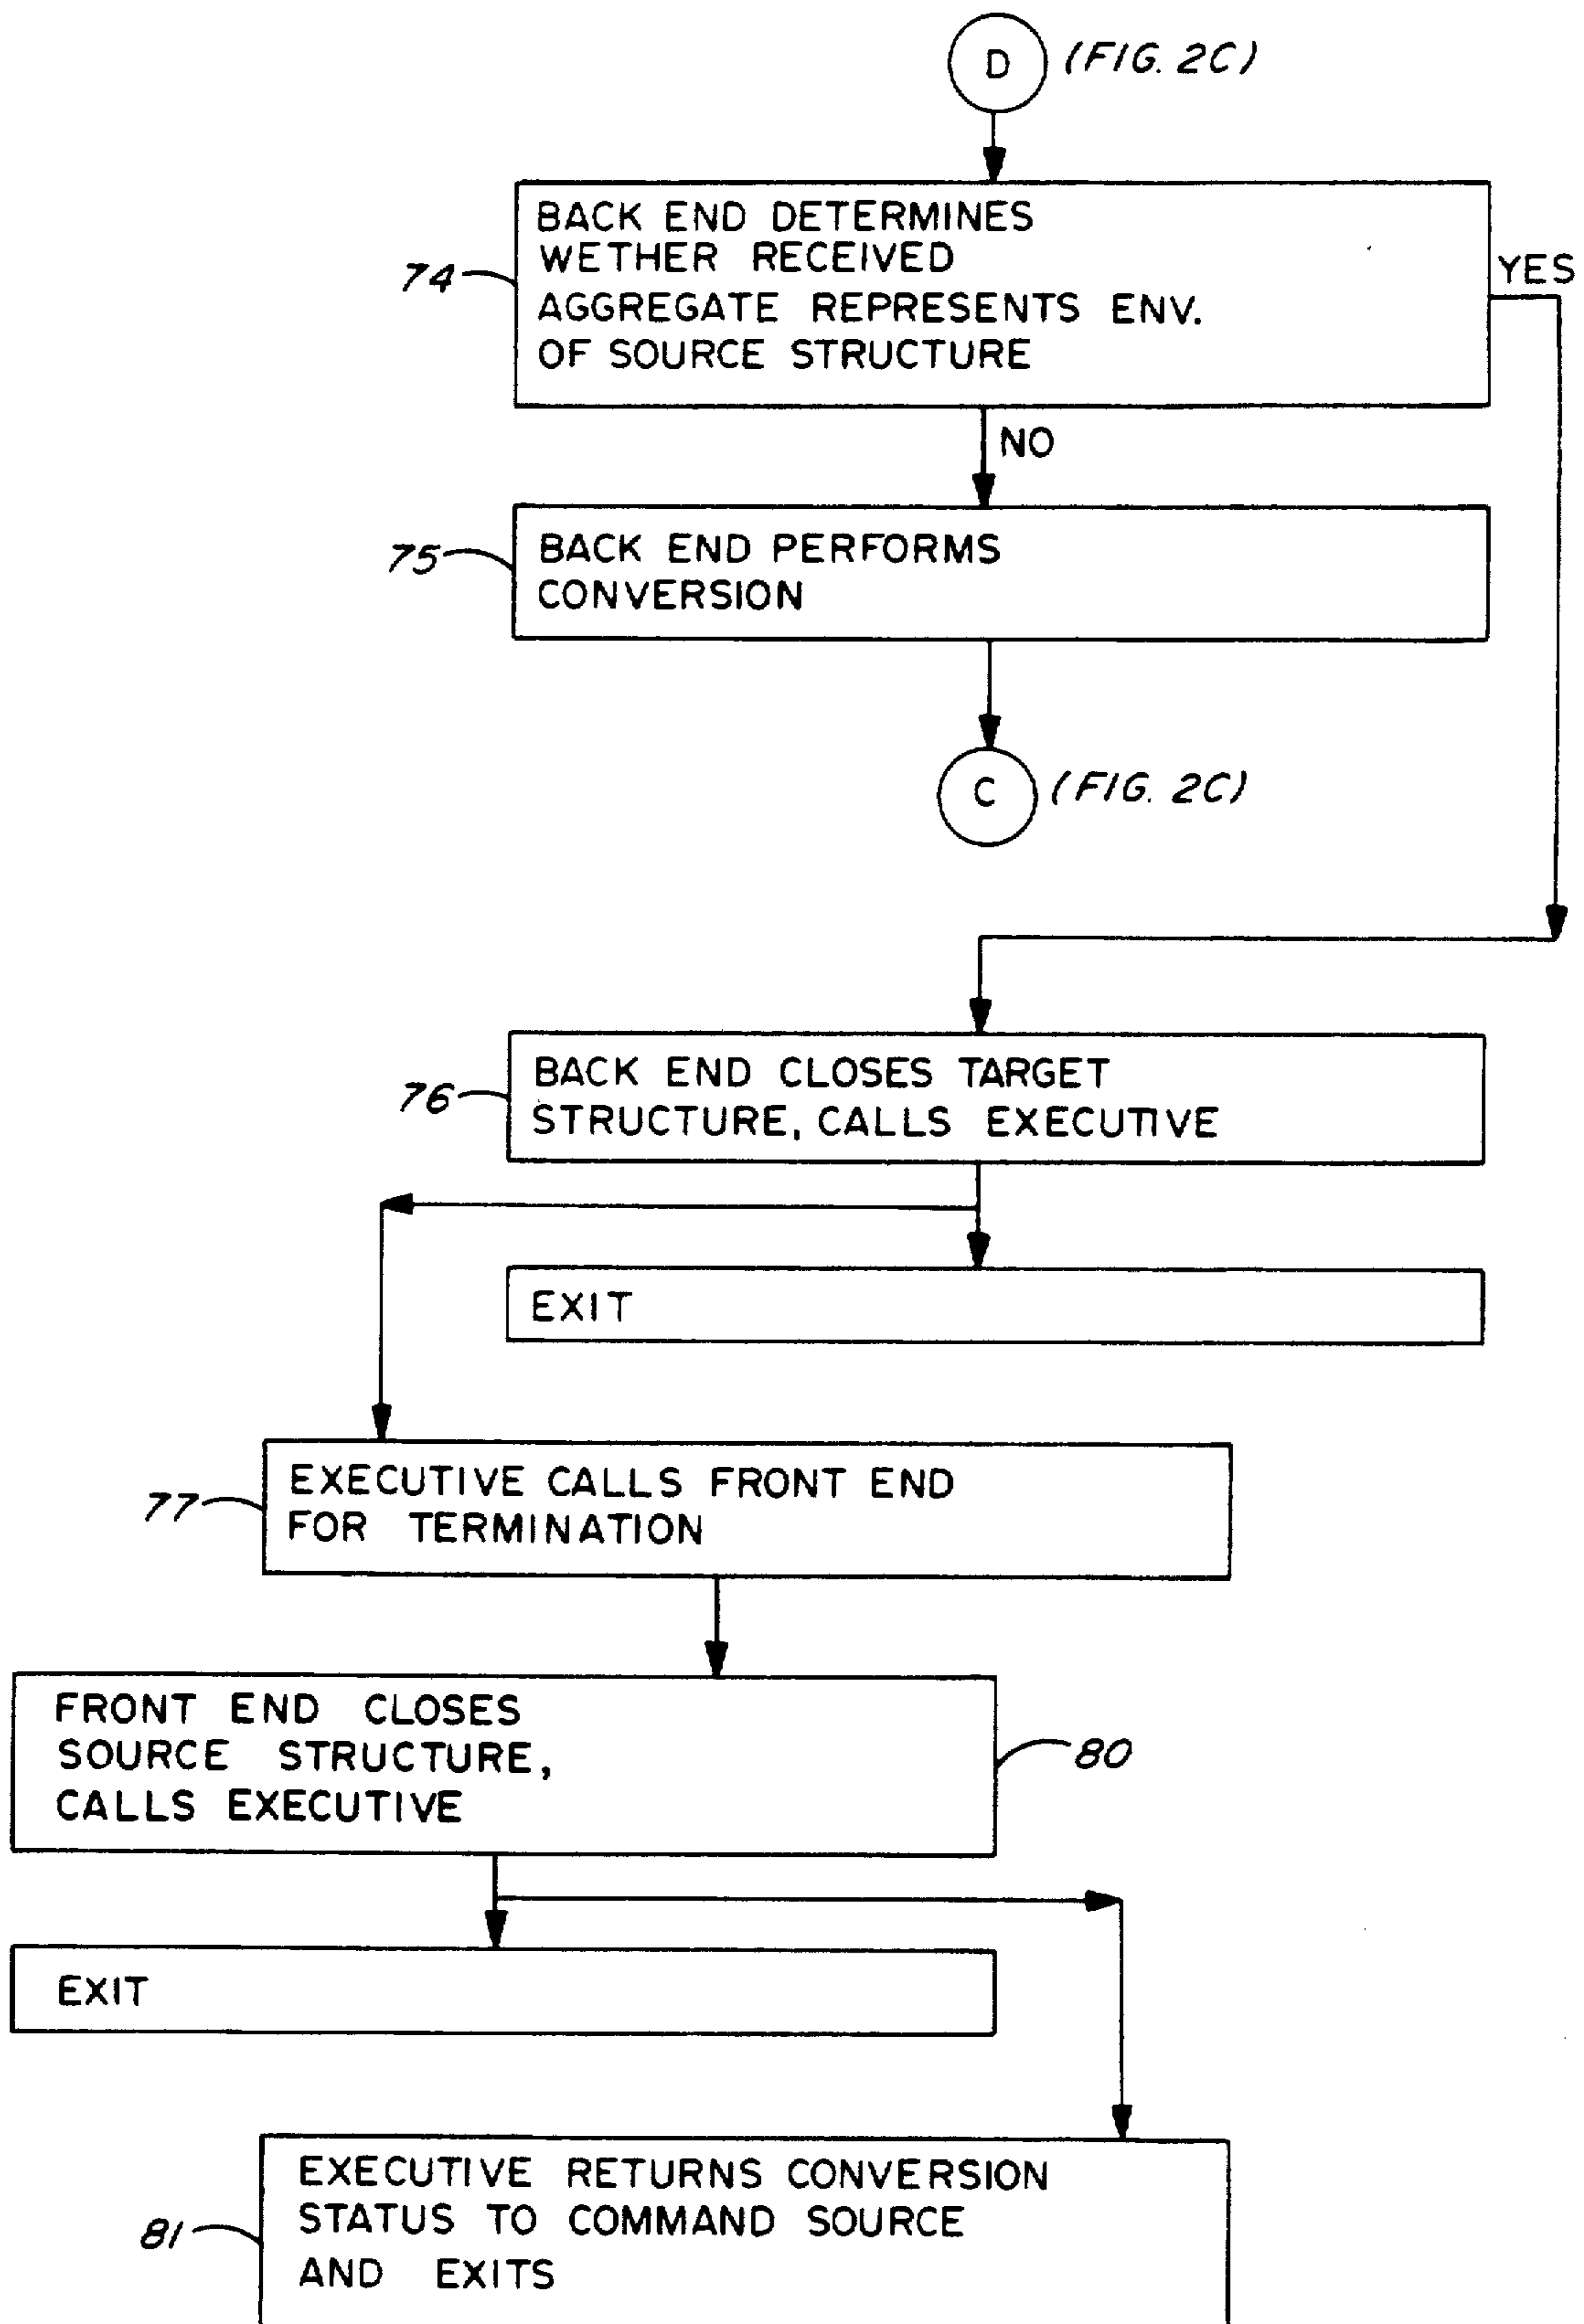 D (FIG. 2C)
BACK END DETERMINES
WETHER RECEIVED
AGGREGATE REPRESENTS ENV.
OF SOURCE STRUCTURE
74
YES
NO
75
BACK END PERFORMS
CONVERSION
C (FIG. 2C)
76
BACK END CLOSES TARGET
STRUCTURE, CALLS EXECUTIVE
EXIT
77
EXECUTIVE CALLS FRONT END
FOR TERMINATION
FRONT END CLOSES
SOURCE STRUCTURE,
CALLS EXECUTIVE
80
EXIT
81
EXECUTIVE RETURNS CONVERSION
STATUS TO COMMAND SOURCE
AND EXITS